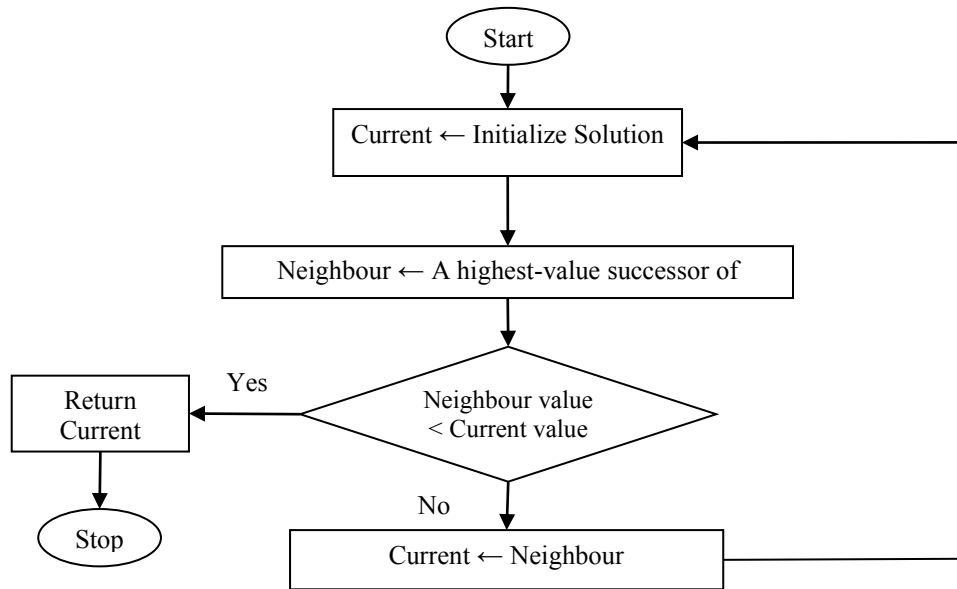 Start
Current ← Initialize Solution
Neighbour ← A highest-value successor of
Neighbour value
< Current value
Yes
Return
Current
Stop
No
Current ← Neighbour